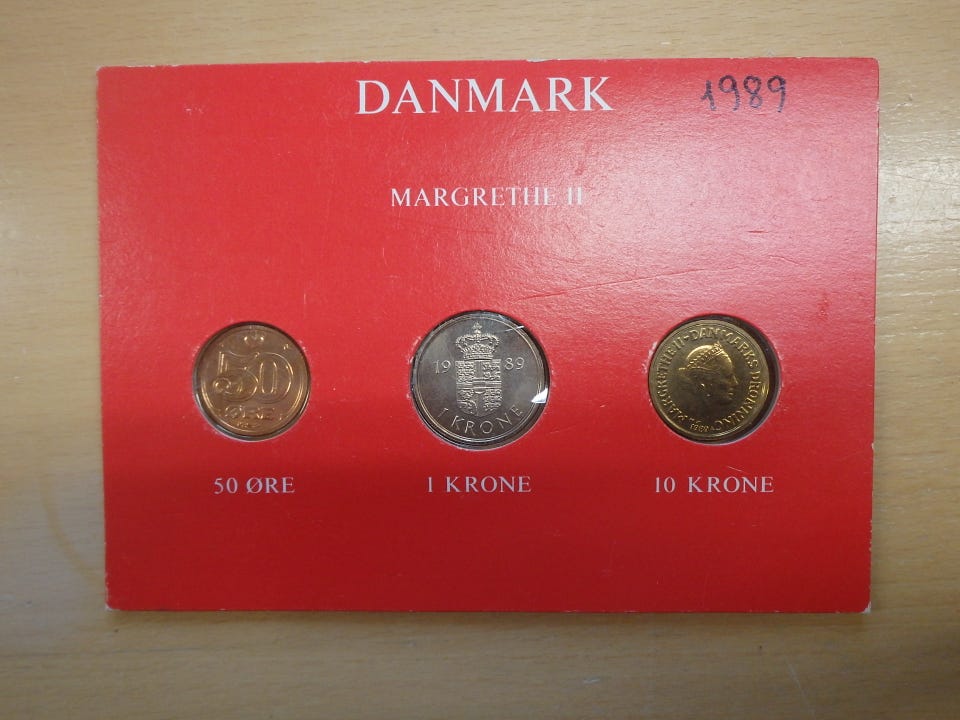 DANMARK 1989
MARGRETHE II
50
ØRE
19 89
1 KRONE
MARGRETHE II · DANMARKS DRONNING
1989
50 ØRE 1 KRONE 10 KRONE